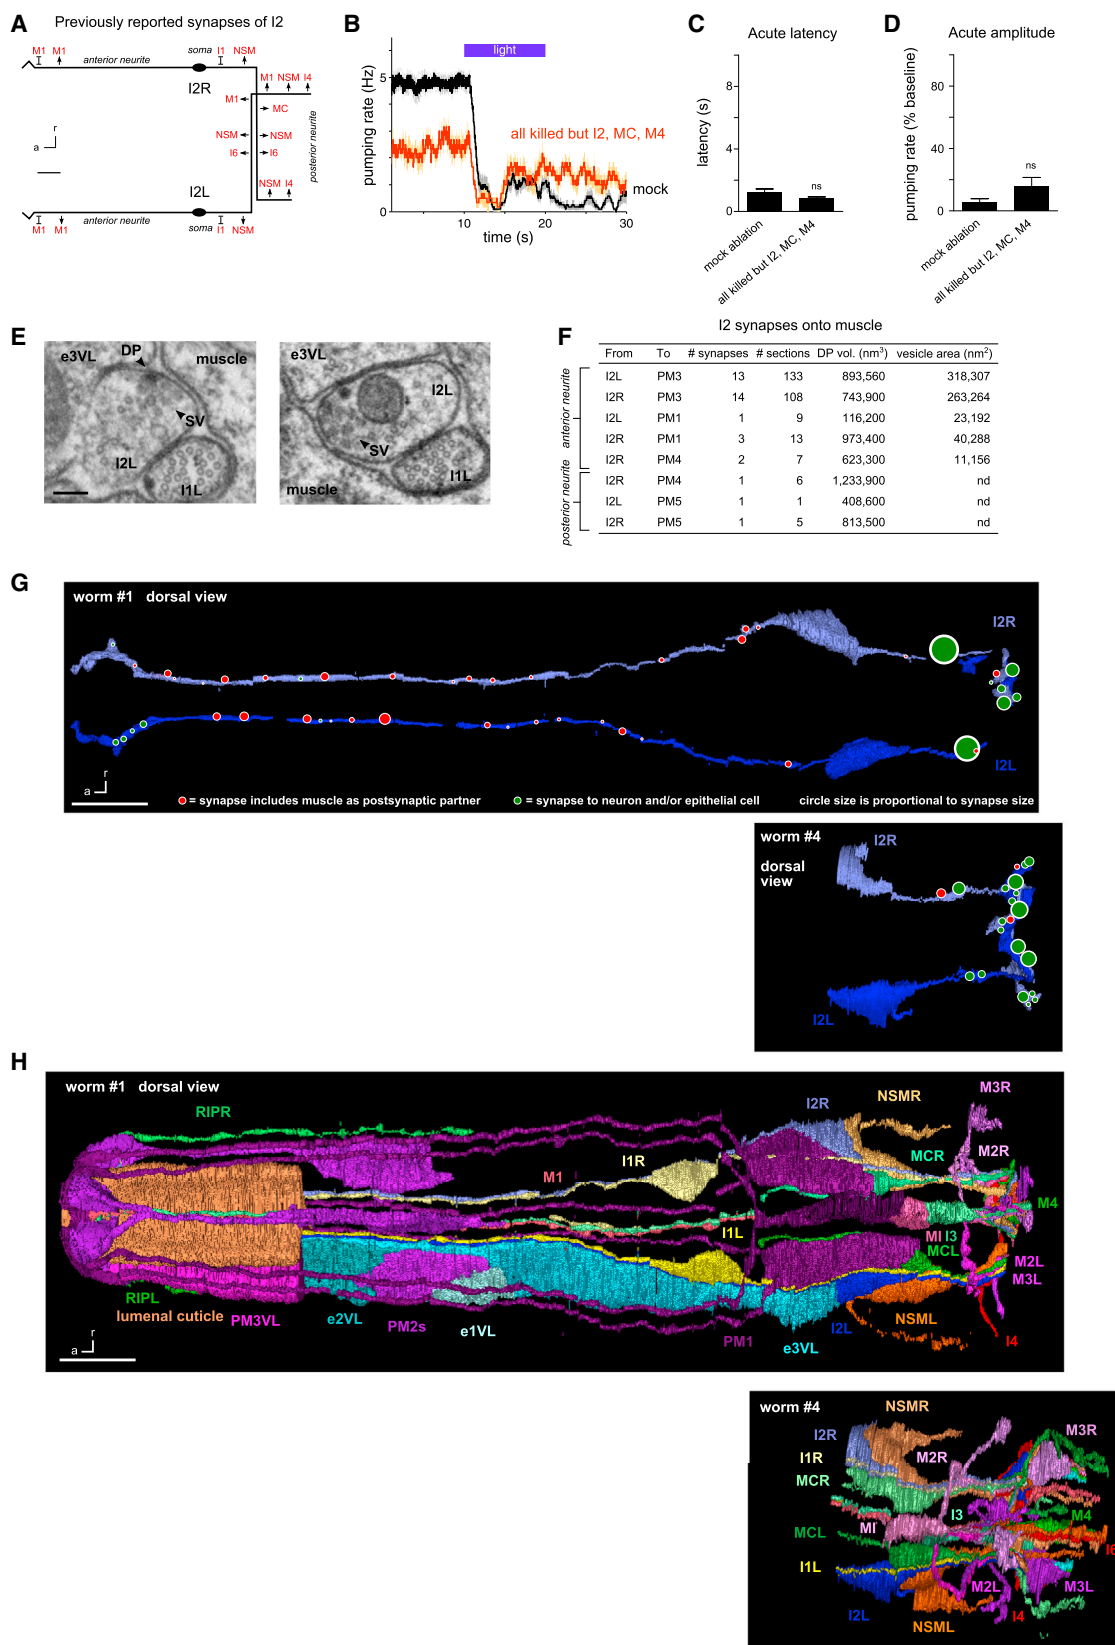 A
Previously reported synapses of I2
M1 M1 anterior neurite soma I1 NSM
I2R
M1 NSM I4
M1
MC
NSM NSM
I6 I6
posterior neurite
r
a
NSM I4
I2L
anterior neurite
M1 M1 soma I1 NSM
B
light
pumping rate (Hz)
5
0
all killed but I2, MC, M4
mock
10 20 30
time (s)
C
Acute latency
latency (s)
8
4
0
ns
mock ablation
all killed but I2, MC, M4
D
Acute amplitude
pumping rate (% baseline)
80
40
0
ns
mock ablation
all killed but I2, MC, M4
E
e3VL DP muscle
SV
I2L
I1L
e3VL
I2L
SV
I1L
muscle
F
I2 synapses onto muscle
From To # synapses # sections DP vol. (nm³) vesicle area (nm²)
anterior neurite
I2L PM3 13 133 893,560 318,307
I2R PM3 14 108 743,900 263,264
I2L PM1 1 9 116,200 23,192
I2R PM1 3 13 973,400 40,288
I2R PM4 2 7 623,300 11,156
posterior neurite
I2R PM4 1 6 1,233,900 nd
I2L PM5 1 1 408,600 nd
I2R PM5 1 5 813,500 nd
G
worm #1 dorsal view
I2R
I2L
r
a
= synapse includes muscle as postsynaptic partner = synapse to neuron and/or epithelial cell circle size is proportional to synapse size
worm #4
I2R
dorsal
view
I2L
H
worm #1 dorsal view
M3R
RIPR
I2R
NSMR
M2R
MCR
I1R
M1
M4
I1L
MI I3
MCL
M2L
M3L
RIPL
lumenal cuticle PM3VL
e2VL
PM2s
e1VL
PM1
e3VL
I2L
NSML
I4
r
a
worm #4
NSMR
I2R
M3R
I1R
M2R
MCR
I3
M4
MI
MCL
I6
I1L
M2L
M3L
I2L
I4
NSML